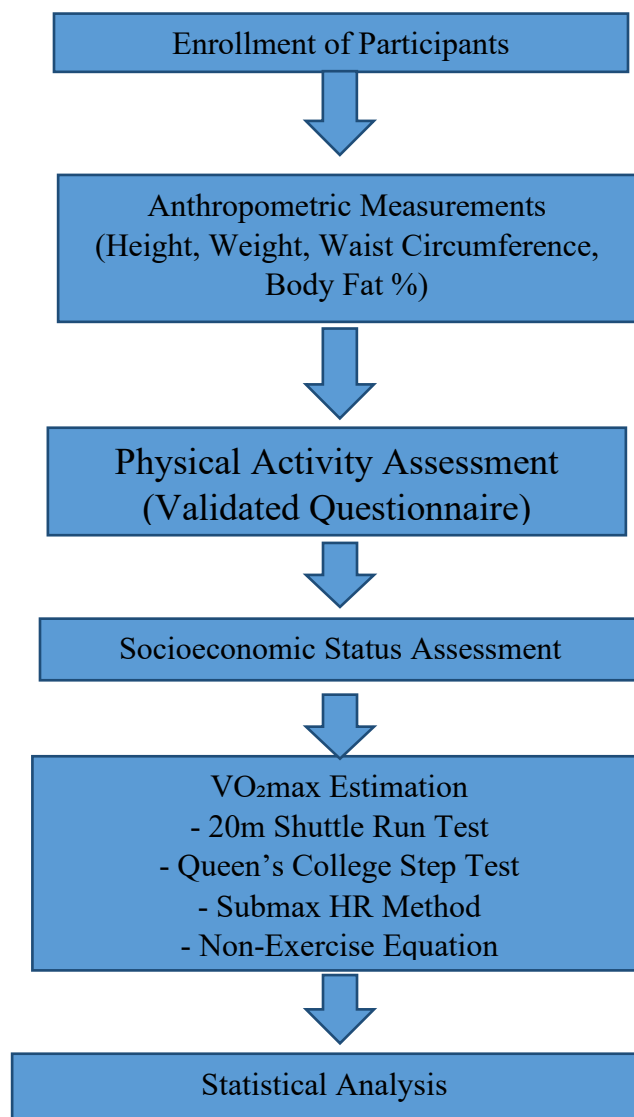 Enrollment of Participants
Anthropometric Measurements
(Height, Weight, Waist Circumference,
Body Fat %)
Physical Activity Assessment
(Validated Questionnaire)
Socioeconomic Status Assessment
VO₂max Estimation
- 20m Shuttle Run Test
- Queen’s College Step Test
- Submax HR Method
- Non-Exercise Equation
Statistical Analysis